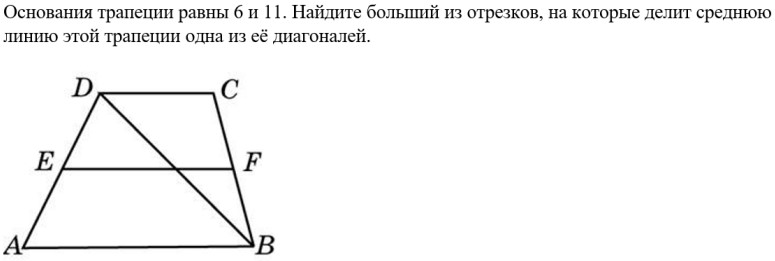 Основания трапеции равны 6 и 11. Найдите больший из отрезков, на которые делит среднюю
линию этой трапеции одна из её диагоналей.
D C
E F
A B